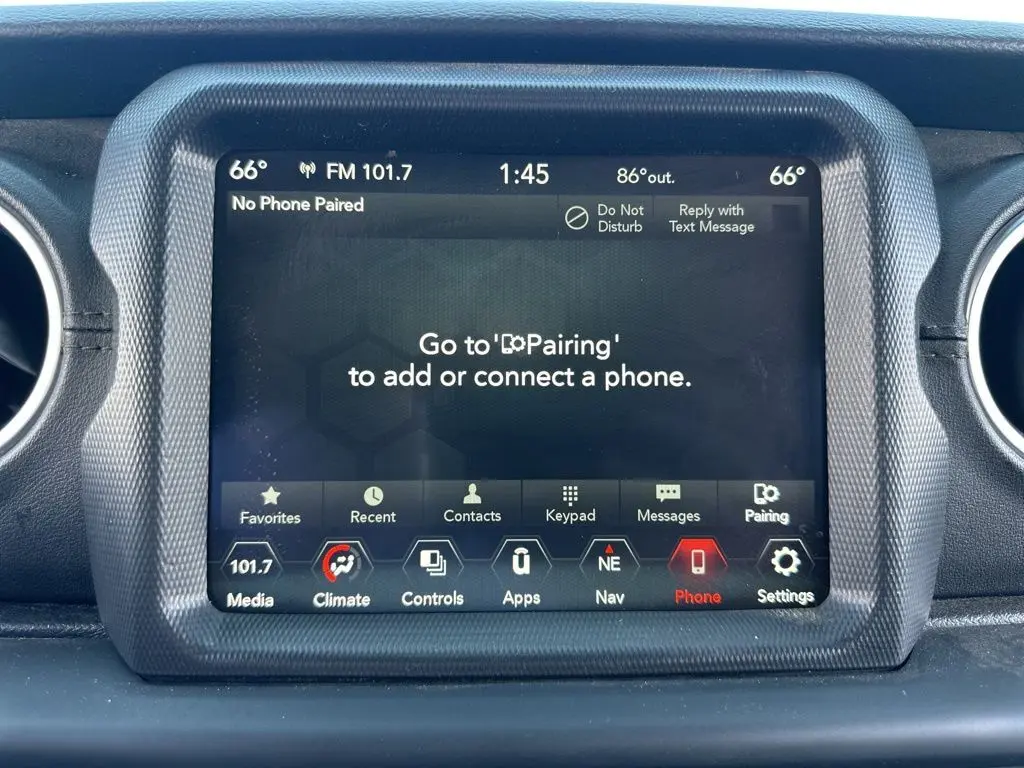 66° FM 101.7 1:45 86°out. 66°
No Phone Paired
Do Not
Disturb
Reply with
Text Message
Go to 'Pairing'
to add or connect a phone.
Favorites Recent Contacts Keypad Messages Pairing
101.7 NE
Media Climate Controls Apps Nav Phone Settings